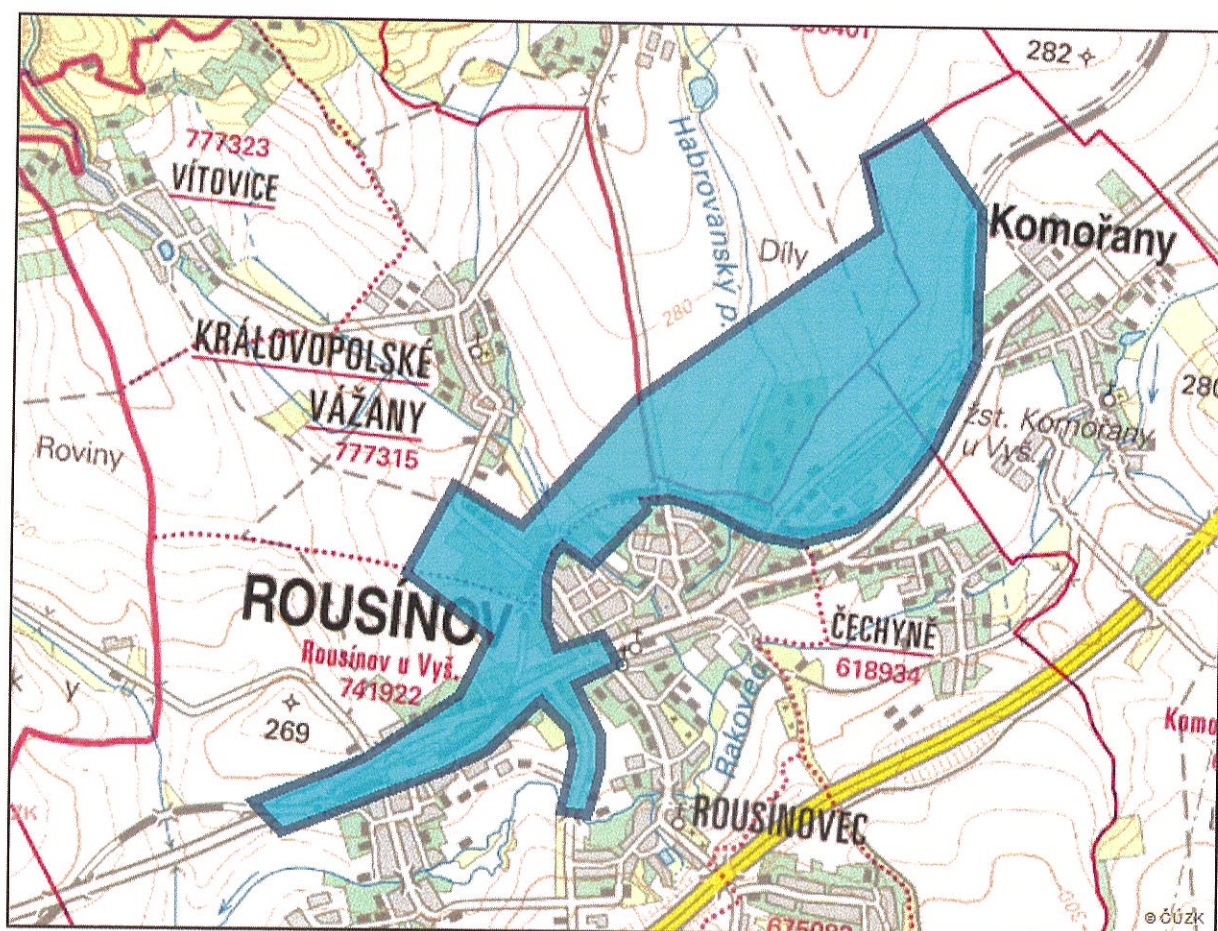 282
777323
VÍTOVICE
Habrovanský p.
Díly
Komořany
280
KRÁLOVOPOLSKÉ
VÁŽANY
777315
Roviny
280
žst. Komořany
u Vyš.
ROUSÍNOV
Rousínov u Vyš.
741922
ČECHYNĚ
618934
269
y
Rakovec
ROUSÍNOVEC
300
© ČÚZK